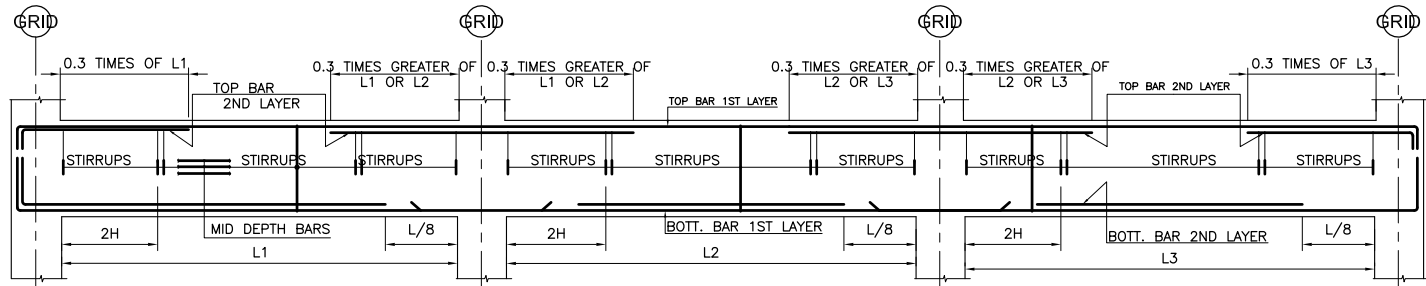 GRID
GRID
GRID
GRID
0.3 TIMES OF L1
0.3 TIMES GREATER OF
L1 OR L2
0.3 TIMES GREATER OF
L1 OR L2
0.3 TIMES GREATER OF
L2 OR L3
0.3 TIMES GREATER OF
L2 OR L3
0.3 TIMES OF L3
TOP BAR
2ND LAYER
TOP BAR 1ST LAYER
TOP BAR 2ND LAYER
STIRRUPS
STIRRUPS
STIRRUPS
STIRRUPS
STIRRUPS
STIRRUPS
STIRRUPS
STIRRUPS
STIRRUPS
2H
MID DEPTH BARS
L/8
2H
BOTT. BAR 1ST LAYER
L/8
2H
BOTT. BAR 2ND LAYER
L/8
L1
L2
L3